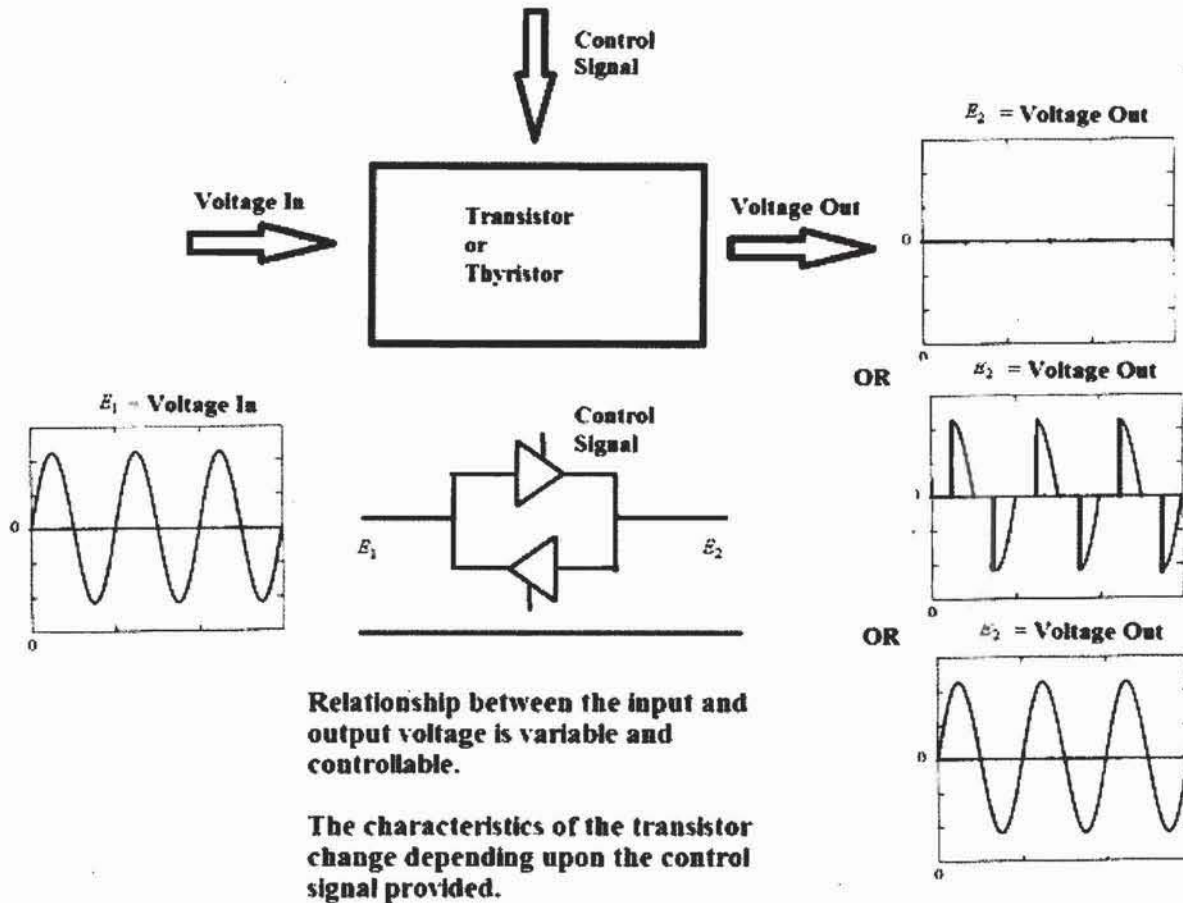 Control
Signal
E₂ = Voltage Out
Voltage In
Transistor
or
Thyristor
Voltage Out
0
0
OR
E₂ = Voltage Out
E₁ = Voltage In
Control
Signal
0
0
E₁
E₂
0
0
OR
E₂ = Voltage Out
0
0
Relationship between the input and
output voltage is variable and
controllable.
The characteristics of the transistor
change depending upon the control
signal provided.